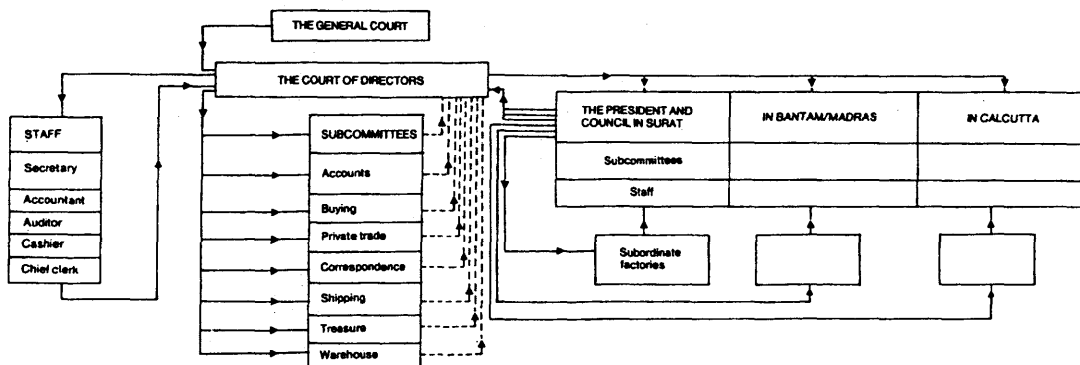 THE GENERAL COURT
THE COURT OF DIRECTORS
STAFF
Secretary
Accountant
Auditor
Cashier
Chief clerk
SUBCOMMITTEES
Accounts
Buying
Private trade
Correspondence
Shipping
Treasure
Warehouse
THE PRESIDENT AND
COUNCIL IN SURAT
IN BANTAM/MADRAS
IN CALCUTTA
Subcommittees
Staff
Subordinate
factories